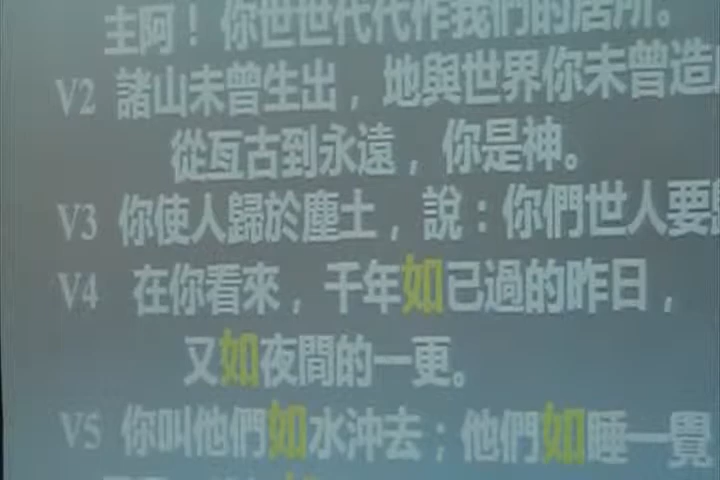 主阿！你世世代代作我們的居所。
V2 諸山未曾生出，地與世界你未曾造
從亙古到永遠，你是神。
V3 你使人歸於塵土，說：你們世人要
V4 在你看來，千年如已過的昨日，
又如夜間的一更。
V5 你叫他們如水沖去；他們如睡一覺